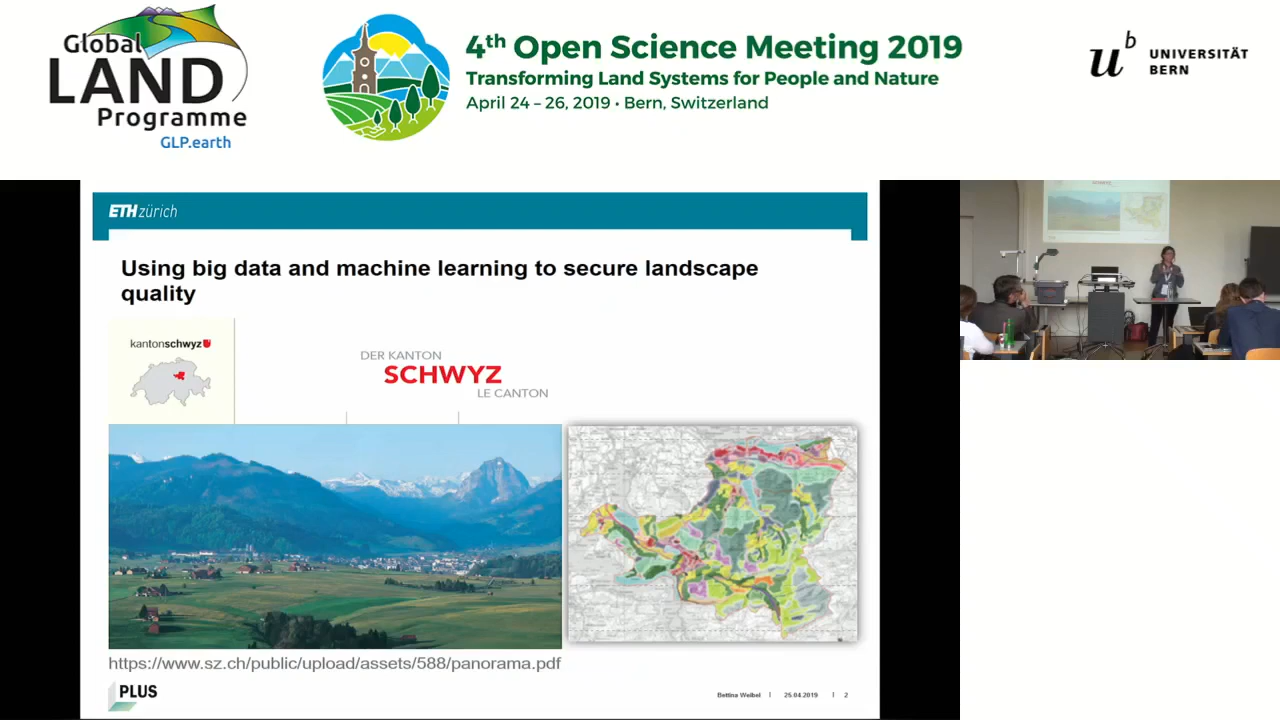 Global
LAND
Programme
GLP.earth
4th Open Science Meeting 2019
Transforming Land Systems for People and Nature
April 24 – 26, 2019 • Bern, Switzerland
ub
UNIVERSITÄT
BERN
ETH zürich
Using big data and machine learning to secure landscape
quality
kantonschwyz
DER KANTON
SCHWYZ
LE CANTON
https://www.sz.ch/public/upload/assets/588/panorama.pdf
PLUS
Bettina Weibel | 25.04.2019 | 2